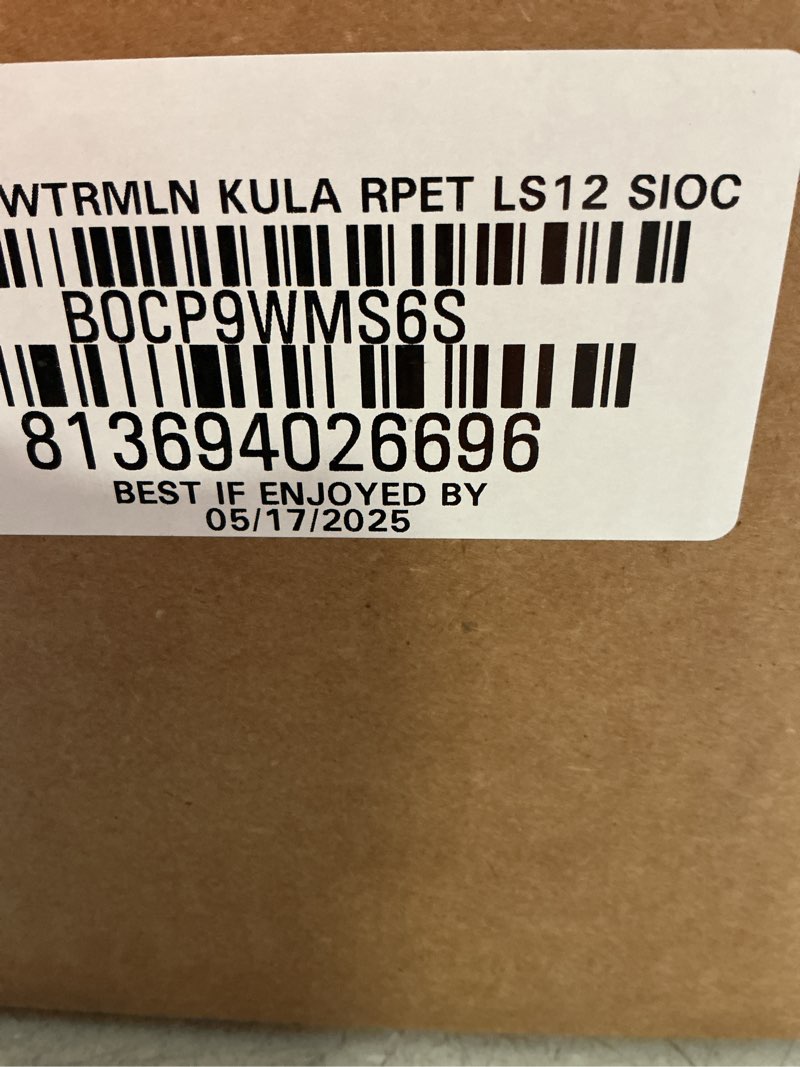 WTRMLN KULA RPET LS12 SIOC
B0CP9WMS6S
813694026696
BEST IF ENJOYED BY
05/17/2025